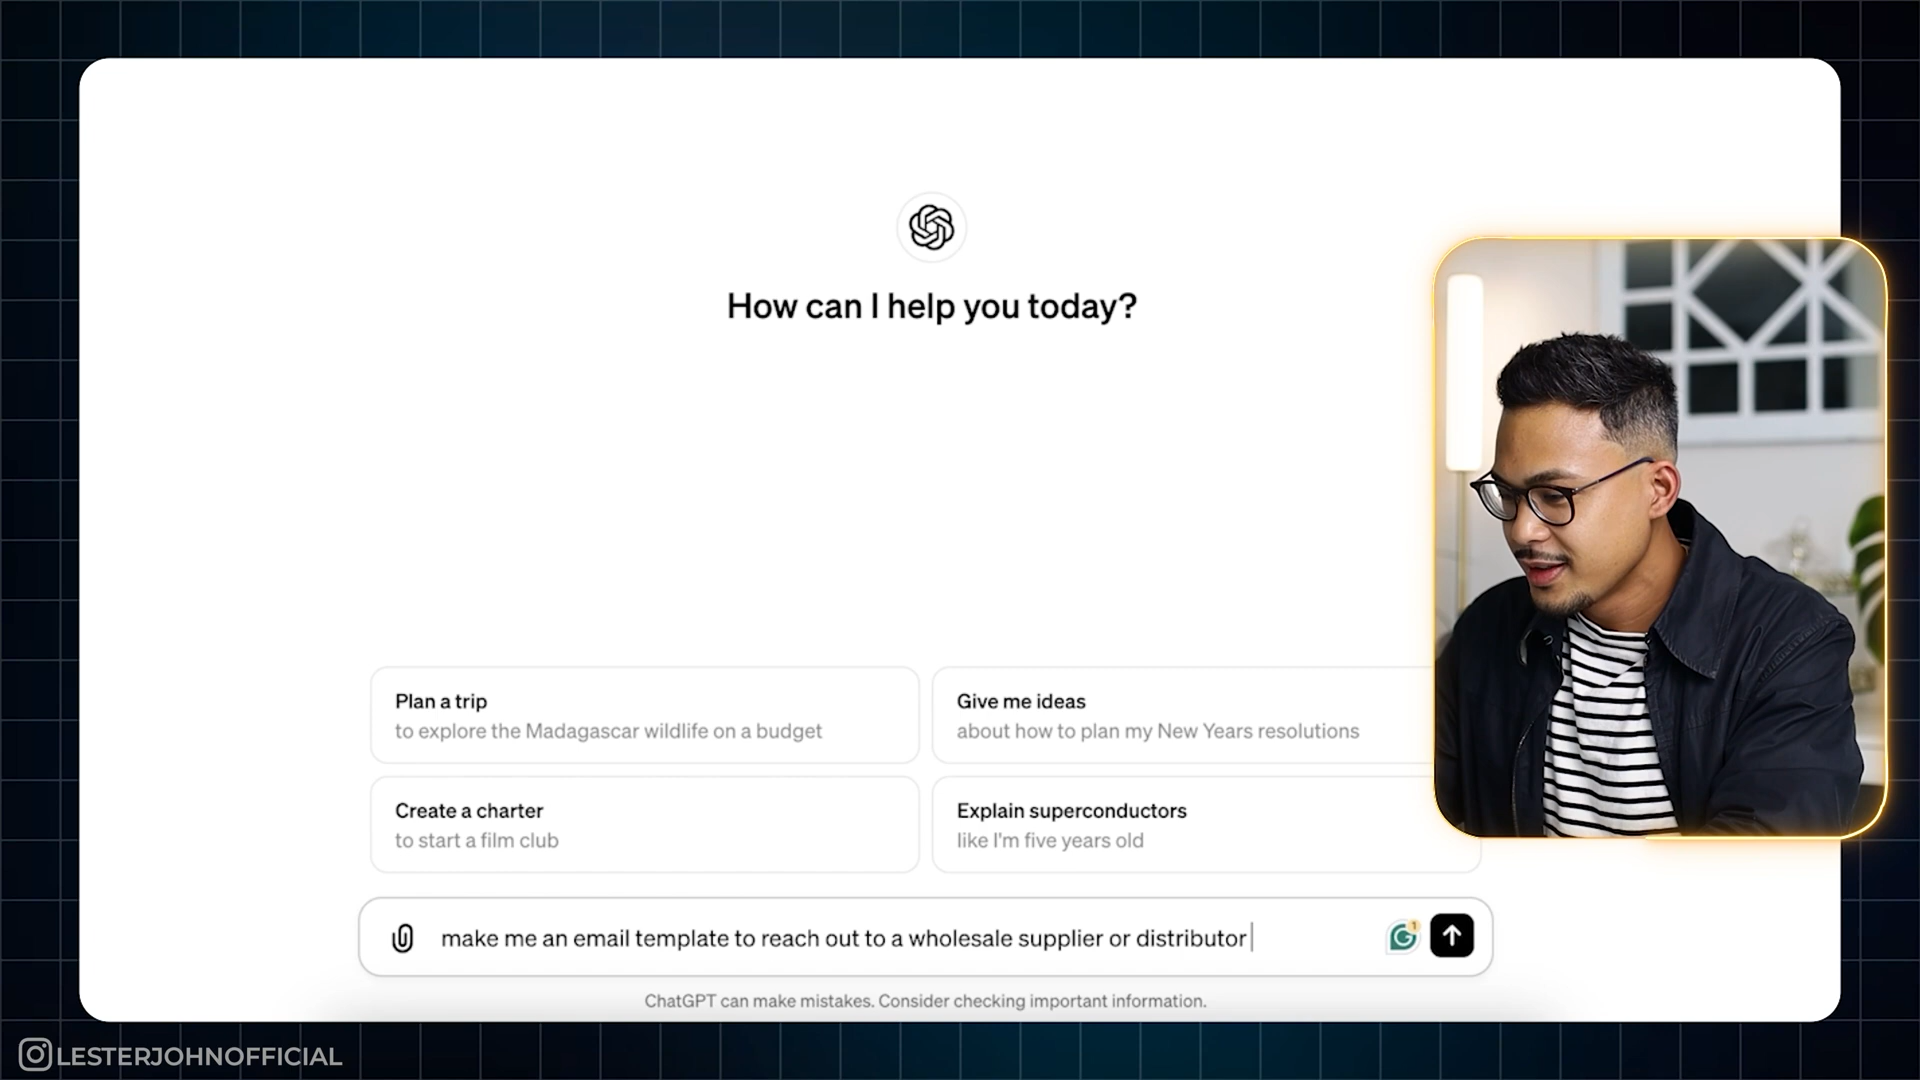 How can I help you today?
Plan a trip
to explore the Madagascar wildlife on a budget
Give me ideas
about how to plan my New Years resolutions
Create a charter
to start a film club
Explain superconductors
like I'm five years old
make me an email template to reach out to a wholesale supplier or distributor
1
ChatGPT can make mistakes. Consider checking important information.
LESTERJOHNOFFICIAL